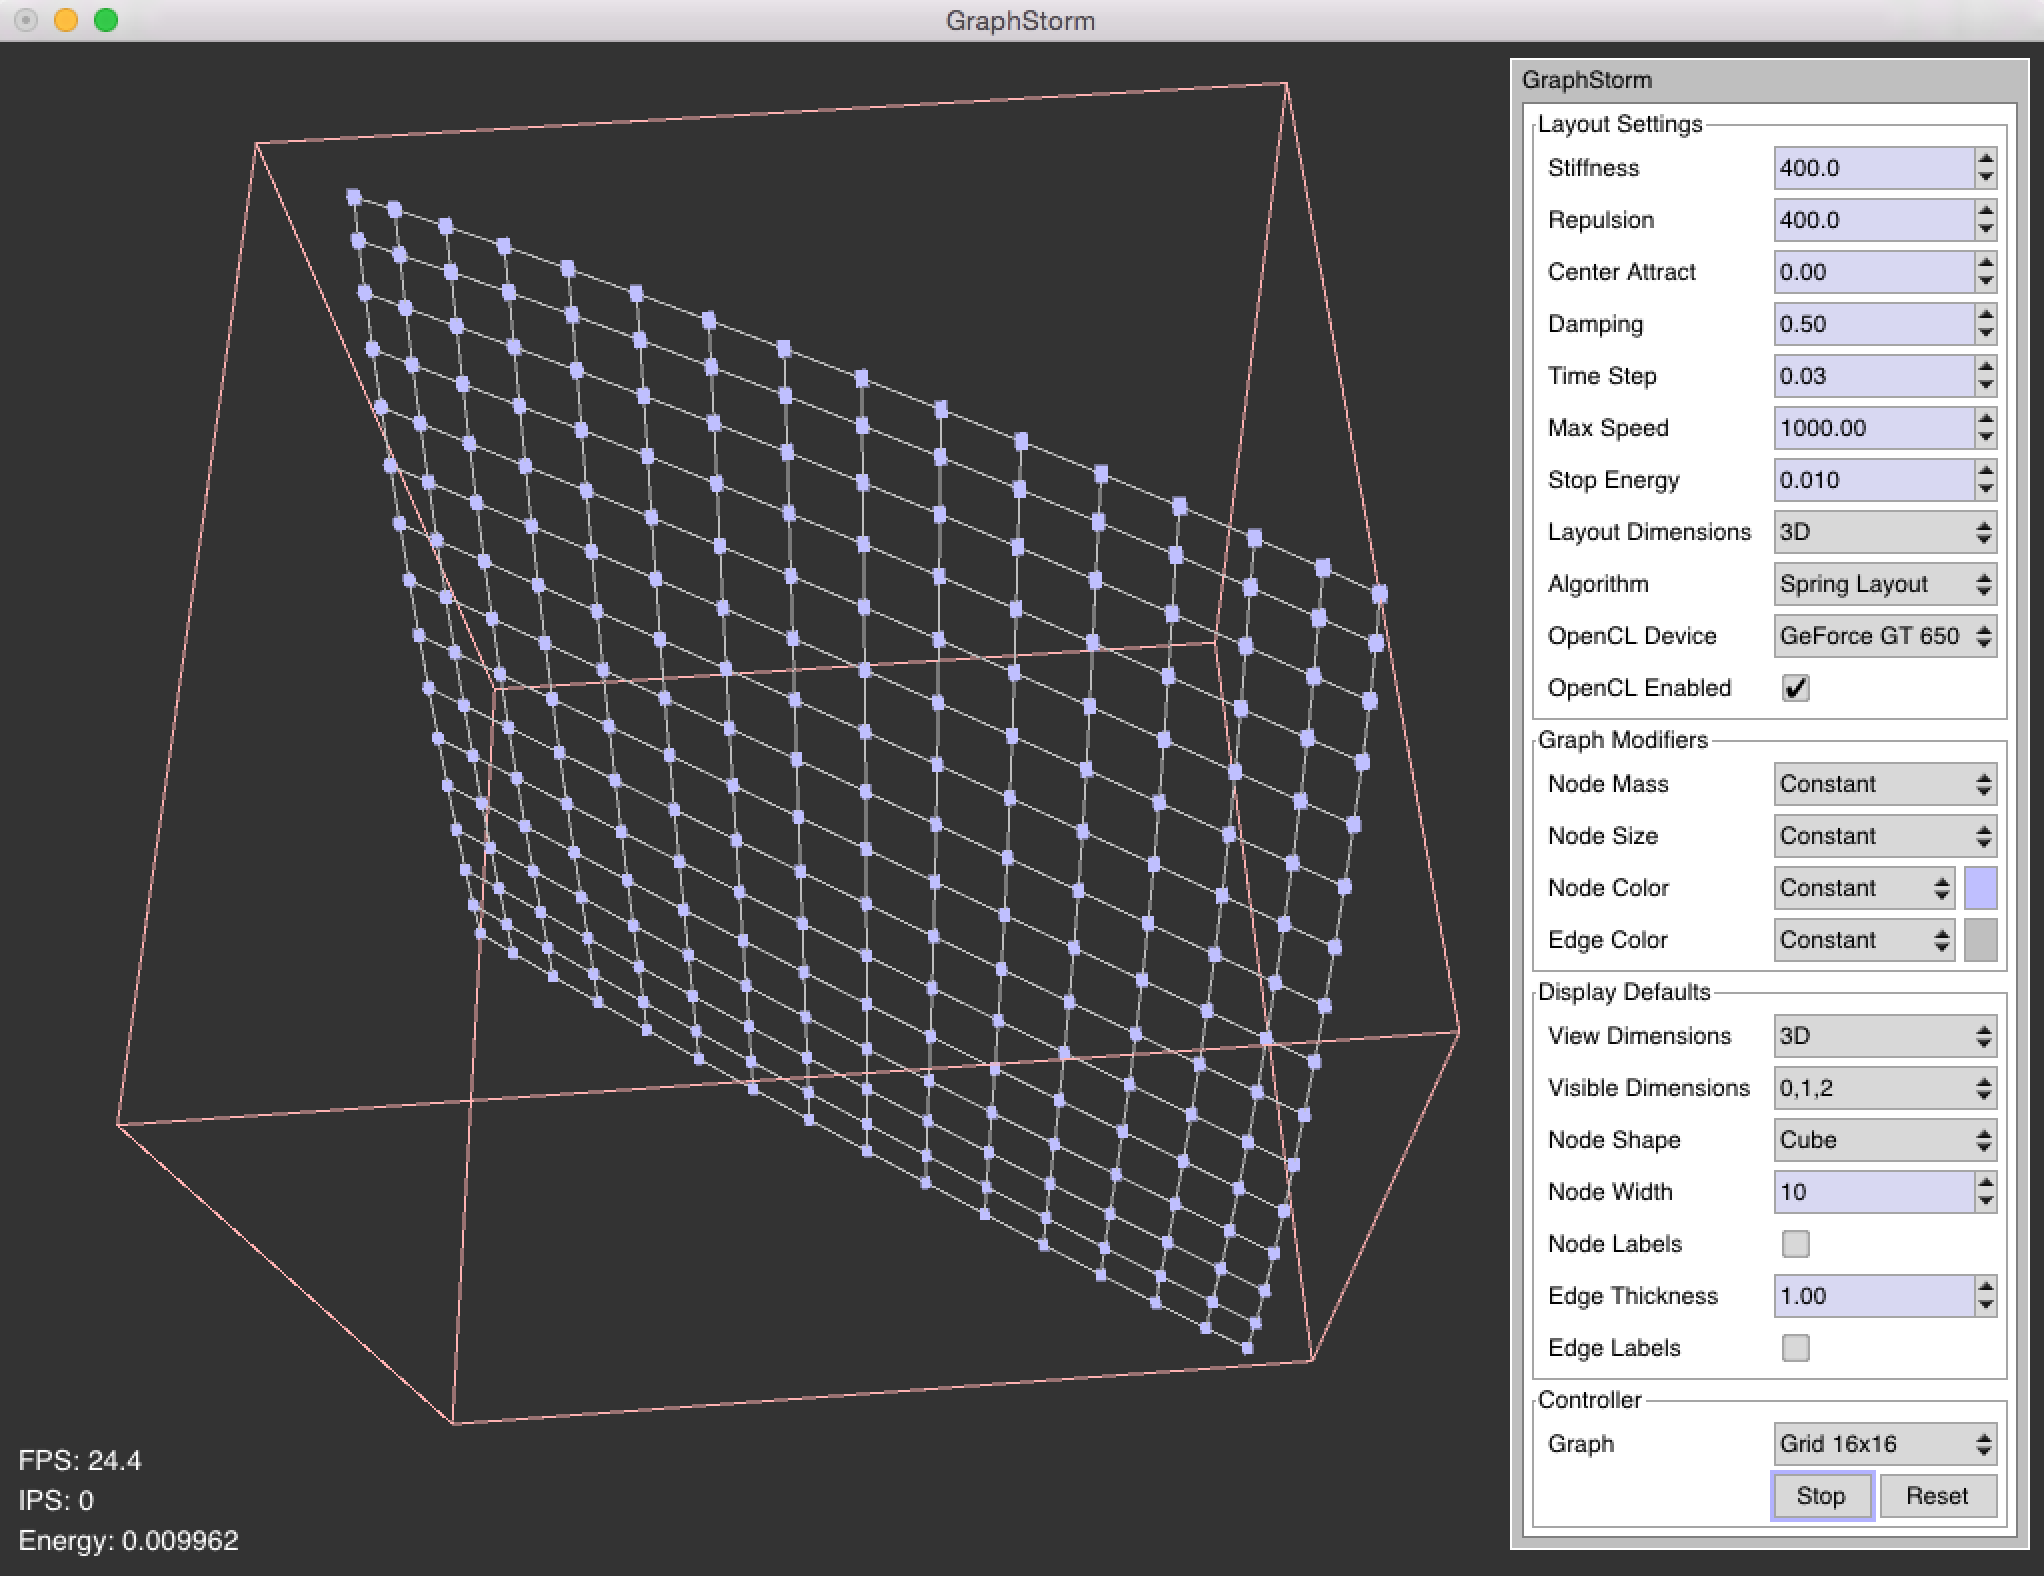 GraphStorm
GraphStorm
Layout Settings
Stiffness 400.0
Repulsion 400.0
Center Attract 0.00
Damping 0.50
Time Step 0.03
Max Speed 1000.00
Stop Energy 0.010
Layout Dimensions 3D
Algorithm Spring Layout
OpenCL Device GeForce GT 650
OpenCL Enabled
Graph Modifiers
Node Mass Constant
Node Size Constant
Node Color Constant
Edge Color Constant
Display Defaults
View Dimensions 3D
Visible Dimensions 0,1,2
Node Shape Cube
Node Width 10
Node Labels
Edge Thickness 1.00
Edge Labels
Controller
Graph Grid 16x16
Stop Reset
FPS: 24.4
IPS: 0
Energy: 0.009962